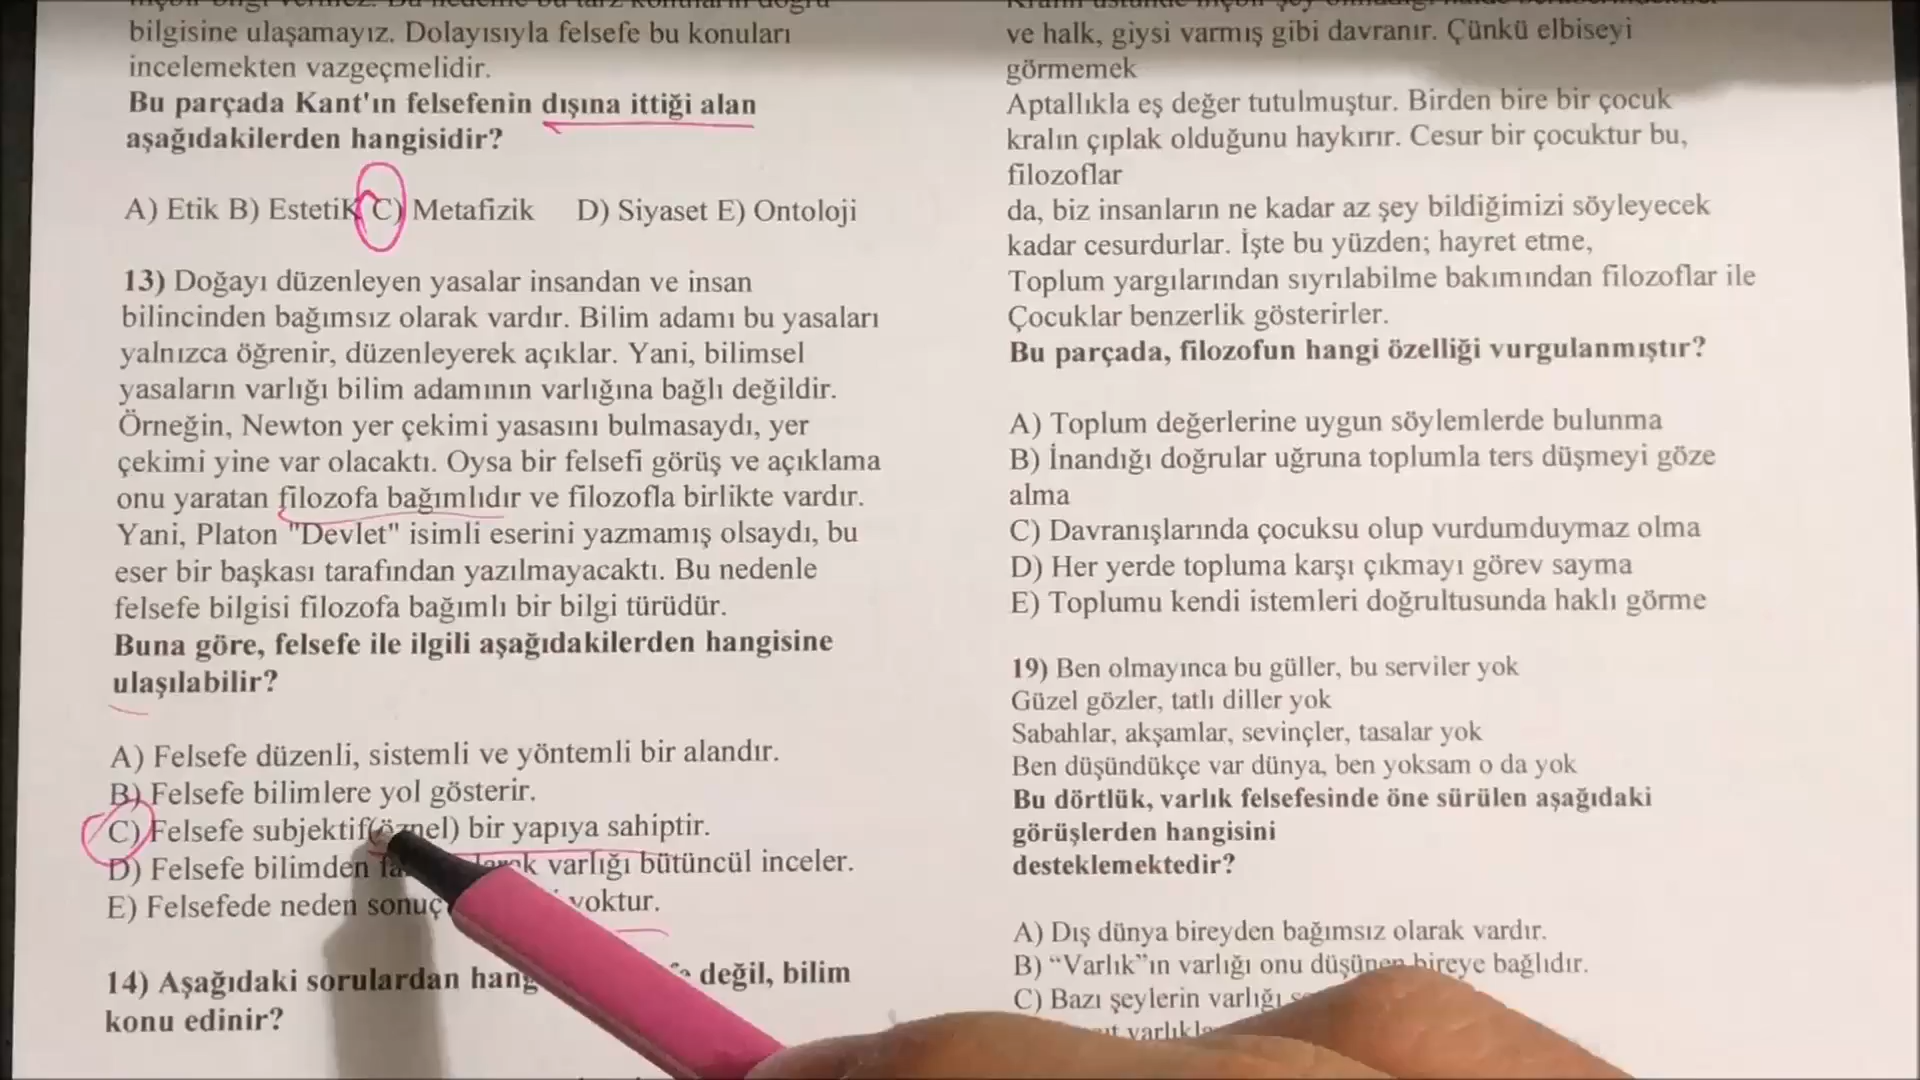 bilgisine ulaşamayız. Dolayısıyla felsefe bu konuları
incelemekten vazgeçmelidir.
Bu parçada Kant'ın felsefenin dışına ittiği alan
aşağıdakilerden hangisidir?
A) Etik B) Estetik C) Metafizik D) Siyaset E) Ontoloji
13) Doğayı düzenleyen yasalar insandan ve insan
bilincinden bağımsız olarak vardır. Bilim adamı bu yasaları
yalnızca öğrenir, düzenleyerek açıklar. Yani, bilimsel
yasaların varlığı bilim adamının varlığına bağlı değildir.
Örneğin, Newton yer çekimi yasasını bulmasaydı, yer
çekimi yine var olacaktı. Oysa bir felsefi görüş ve açıklama
onu yaratan filozofa bağımlıdır ve filozofla birlikte vardır.
Yani, Platon "Devlet" isimli eserini yazmamış olsaydı, bu
eser bir başkası tarafından yazılmayacaktı. Bu nedenle
felsefe bilgisi filozofa bağımlı bir bilgi türüdür.
Buna göre, felsefe ile ilgili aşağıdakilerden hangisine
ulaşılabilir?
A) Felsefe düzenli, sistemli ve yöntemli bir alandır.
B) Felsefe bilimlere yol gösterir.
C) Felsefe subjektif(öznel) bir yapıya sahiptir.
D) Felsefe bilimden varlığı bütüncül inceler.
E) Felsefede neden sonuç yoktur.
14) Aşağıdaki sorulardan değil, bilim
konu edinir?
ve halk, giysi varmış gibi davranır. Çünkü elbiseyi
görmemek
Aptallıkla eş değer tutulmuştur. Birden bire bir çocuk
kralın çıplak olduğunu haykırır. Cesur bir çocuktur bu,
filozoflar
da, biz insanların ne kadar az şey bildiğimizi söyleyecek
kadar cesurdurlar. İşte bu yüzden; hayret etme,
Toplum yargılarından sıyrılabilme bakımından filozoflar ile
Çocuklar benzerlik gösterirler.
Bu parçada, filozofun hangi özelliği vurgulanmıştır?
A) Toplum değerlerine uygun söylemlerde bulunma
B) İnandığı doğrular uğruna toplumla ters düşmeyi göze
alma
C) Davranışlarında çocuksu olup vurdumduymaz olma
D) Her yerde topluma karşı çıkmayı görev sayma
E) Toplumu kendi istemleri doğrultusunda haklı görme
19) Ben olmayınca bu güller, bu serviler yok
Güzel gözler, tatlı diller yok
Sabahlar, akşamlar, sevinçler, tasalar yok
Ben düşündükçe var dünya, ben yoksam o da yok
Bu dörtlük, varlık felsefesinde öne sürülen aşağıdaki
görüşlerden hangisini
desteklemektedir?
A) Dış dünya bireyden bağımsız olarak vardır.
B) “Varlık”ın varlığı onu düşünen bireye bağlıdır.
C) Bazı şeylerin varlığı